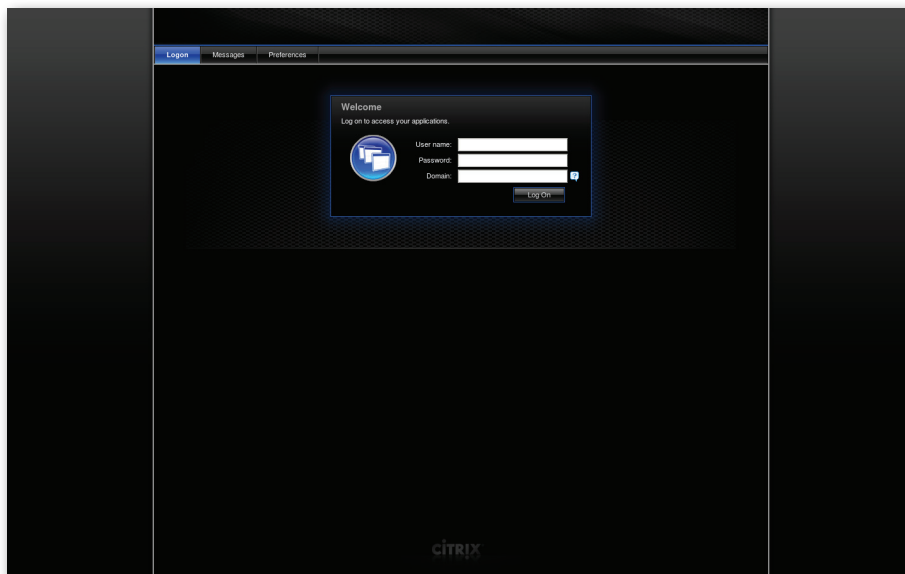 Logon Messages Preferences
Welcome
Log on to access your applications.
User name:
Password:
Domain: ?
Log On
CITRIX